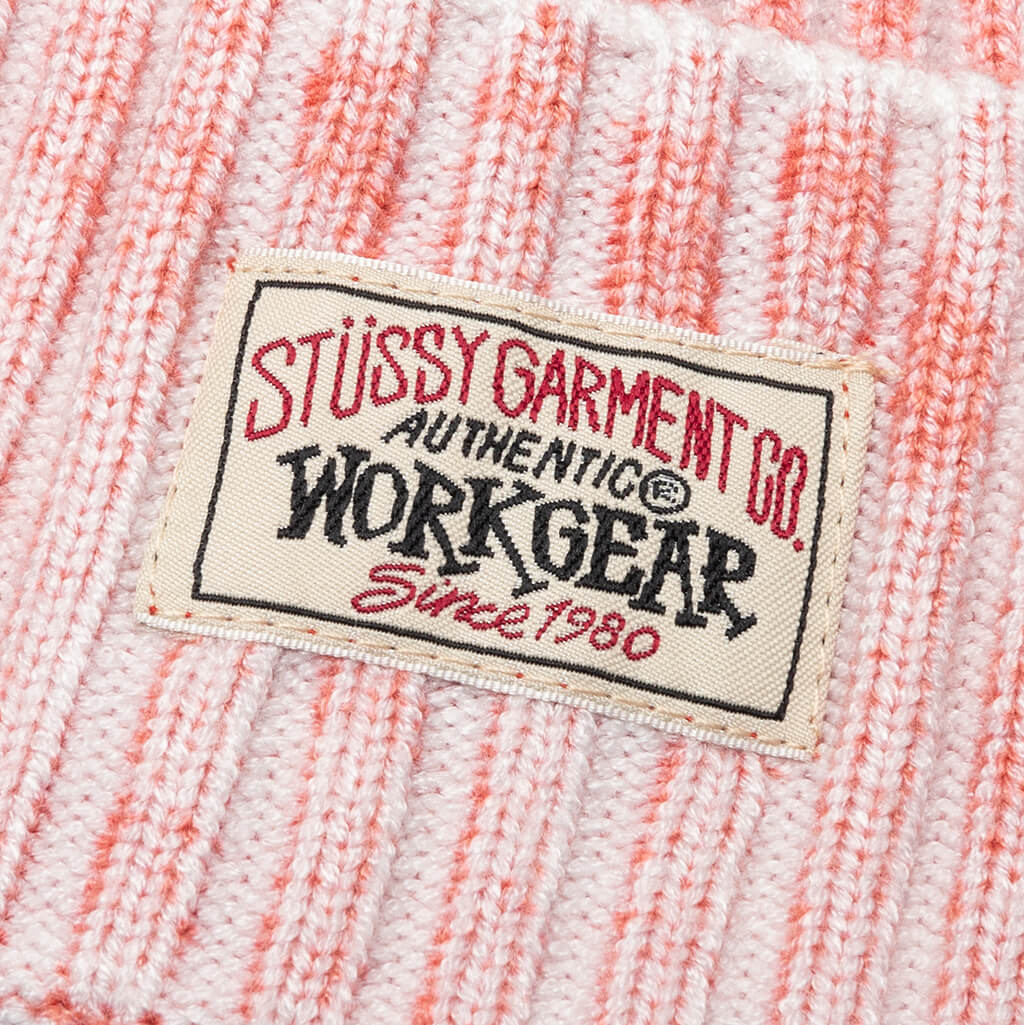 STÜSSY GARMENT CO.
AUTHENTIC®
WORKGEAR
Since 1980